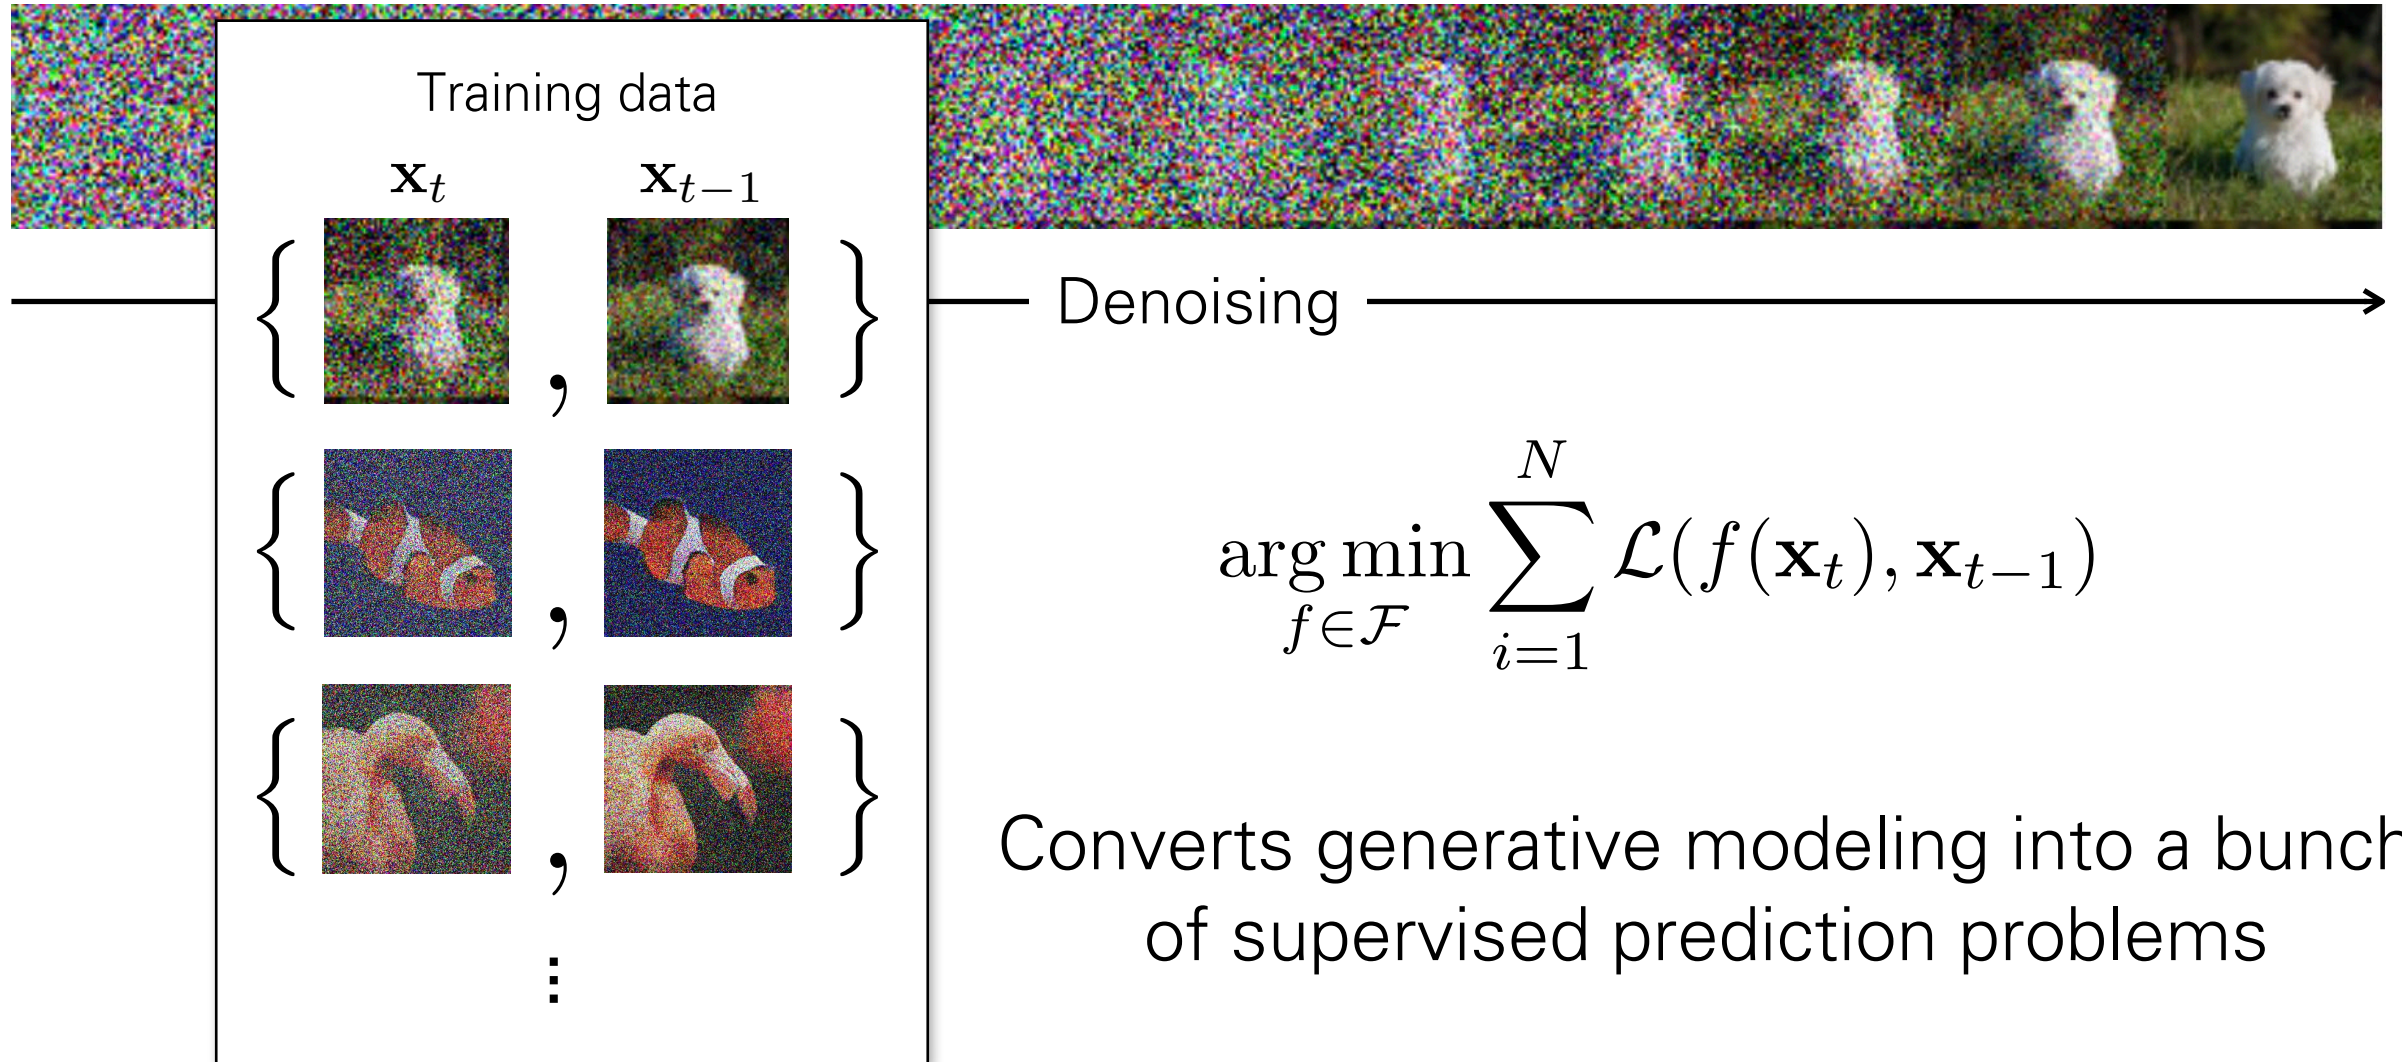 Training data
x_t x_{t-1}
{ , }
Denoising
{ , }
arg min_{f∈ℱ} ∑_{i=1}^{N} ℒ(f(x_t), x_{t-1})
{ , }
⋮
Converts generative modeling into a bunch
of supervised prediction problems